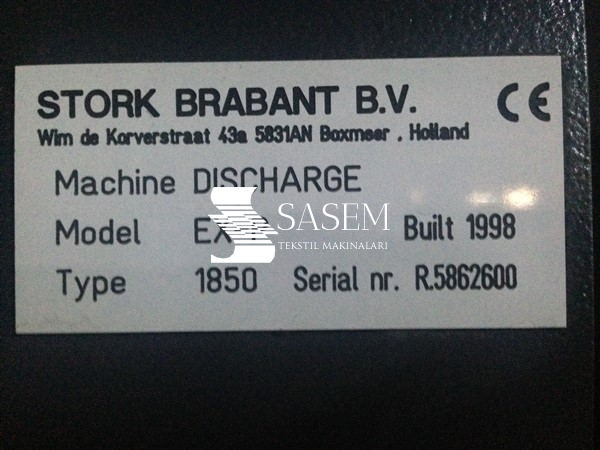 STORK BRABANT B.V.
Wim de Korverstraat 43a 5831AN Boxmeer . Holland
Machine DISCHARGE
Model Built 1998
Type 1850 Serial nr. R.5862600
SASEM
TEKSTIL MAKINALARI
CE